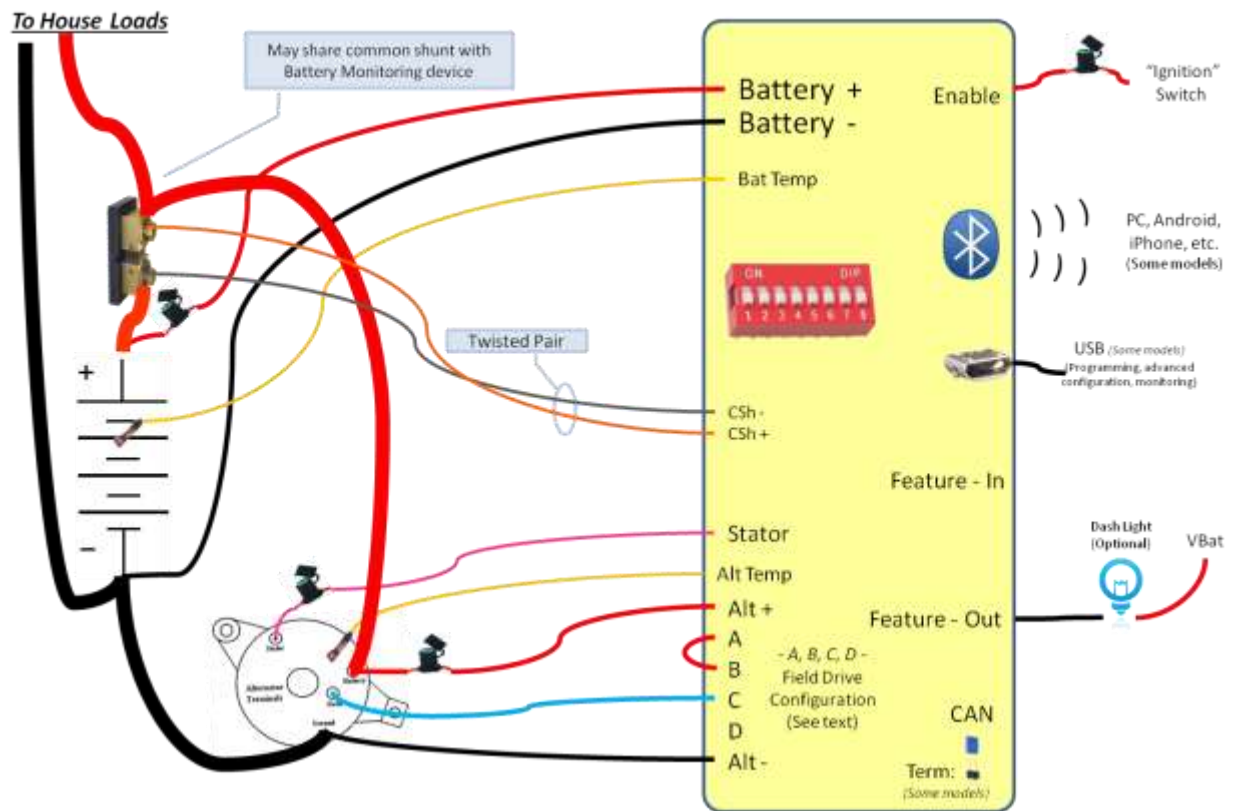 To House Loads
May share common shunt with
Battery Monitoring device
Battery +
Battery -
Bat Temp
Enable
"Ignition"
Switch
PC, Android,
iPhone, etc.
(Some models)
ON
DIP
1 2 3 4 5 6 7 8
Twisted Pair
USB (Some models)
(Programming, advanced
configuration, monitoring)
CSh -
CSh +
Feature - In
+
–
Stator
Alt Temp
Alt +
A
B
C
D
Alt -
- A, B, C, D -
Field Drive
Configuration
(See text)
Feature - Out
Dash Light
(Optional)
VBat
CAN
Term:
(Some models)
Alternator
Terminals
Stator
Battery
Field
Ground